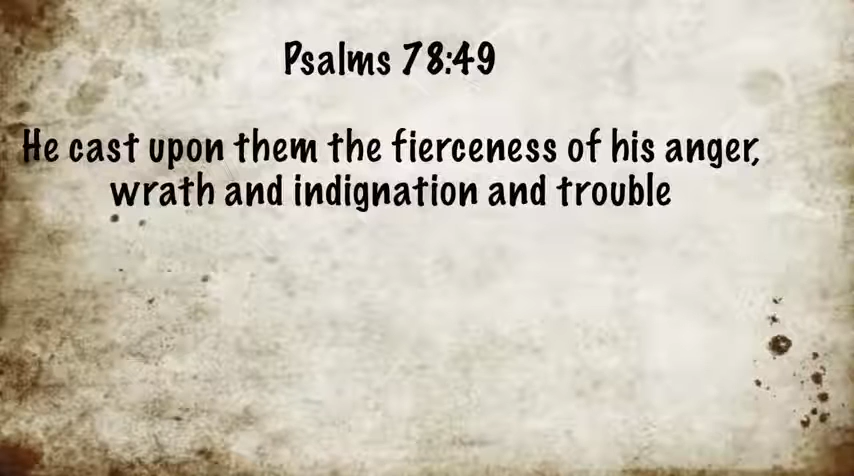 Psalms 78:49
He cast upon them the fierceness of his anger,
wrath and indignation and trouble